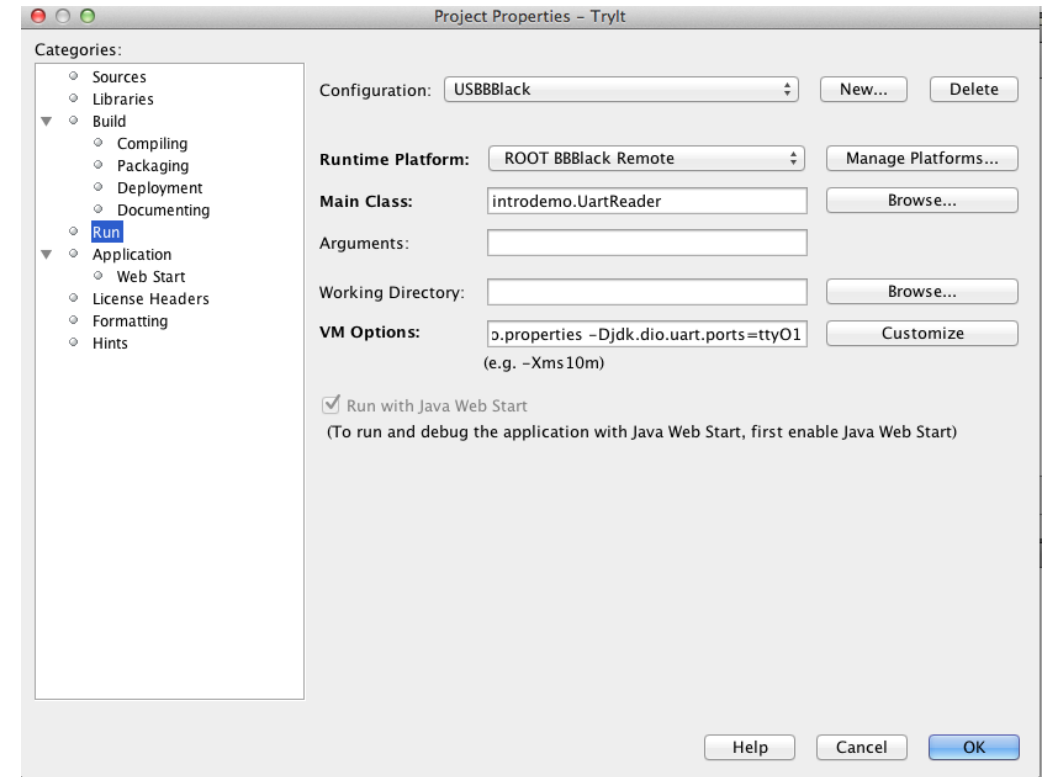 Project Properties – TryIt
Categories:
Sources
Libraries
Build
Compiling
Packaging
Deployment
Documenting
Run
Application
Web Start
License Headers
Formatting
Hints
Configuration: USBBBlack New... Delete
Runtime Platform: ROOT BBBlack Remote Manage Platforms...
Main Class: introdemo.UartReader Browse...
Arguments:
Working Directory: Browse...
VM Options: o.properties -Djdk.dio.uart.ports=ttyO1 Customize
(e.g. -Xms10m)
Run with Java Web Start
(To run and debug the application with Java Web Start, first enable Java Web Start)
Help Cancel OK